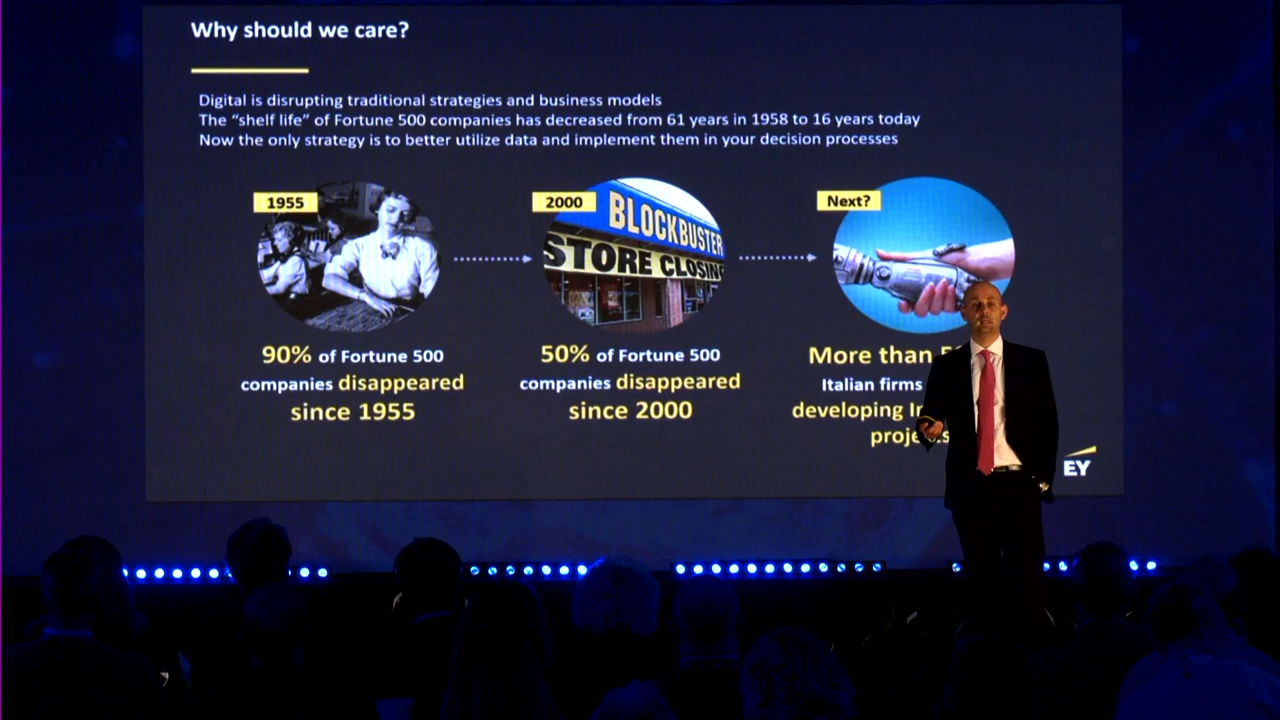 Why should we care?
Digital is disrupting traditional strategies and business models
The “shelf life” of Fortune 500 companies has decreased from 61 years in 1958 to 16 years today
Now the only strategy is to better utilize data and implement them in your decision processes
1955
90% of Fortune 500
companies disappeared
since 1955
2000
BLOCKBUSTER
STORE CLOSING
50% of Fortune 500
companies disappeared
since 2000
Next?
More than
Italian firms
developing
projects
EY